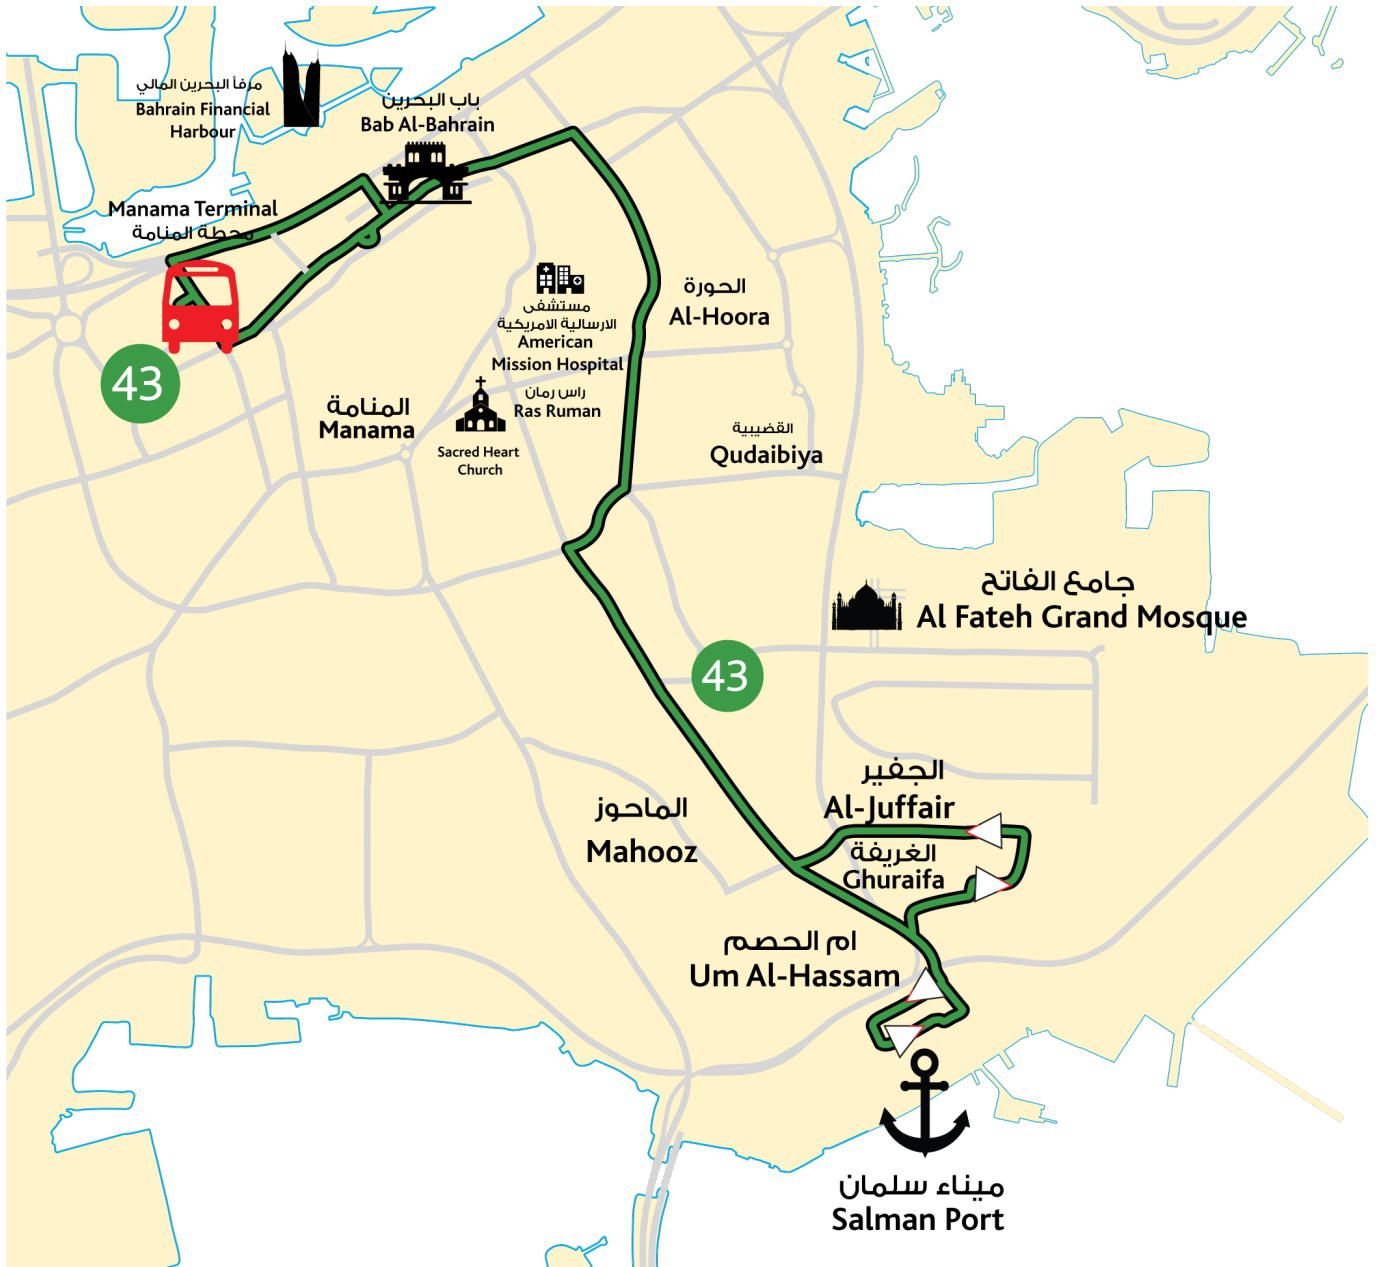 مرفأ البحرين المالي
Bahrain Financial
Harbour
باب البحرين
Bab Al-Bahrain
Manama Terminal
محطة المنامة
43
المنامة
Manama
مستشفى
الارسالية الامريكية
American
Mission Hospital
راس رمان
Ras Ruman
Sacred Heart
Church
الحورة
Al-Hoora
القضيبية
Qudaibiya
جامع الفاتح
Al Fateh Grand Mosque
43
الجفير
Al-Juffair
الماحوز
Mahooz
الغريفة
Ghuraifa
ام الحصم
Um Al-Hassam
ميناء سلمان
Salman Port